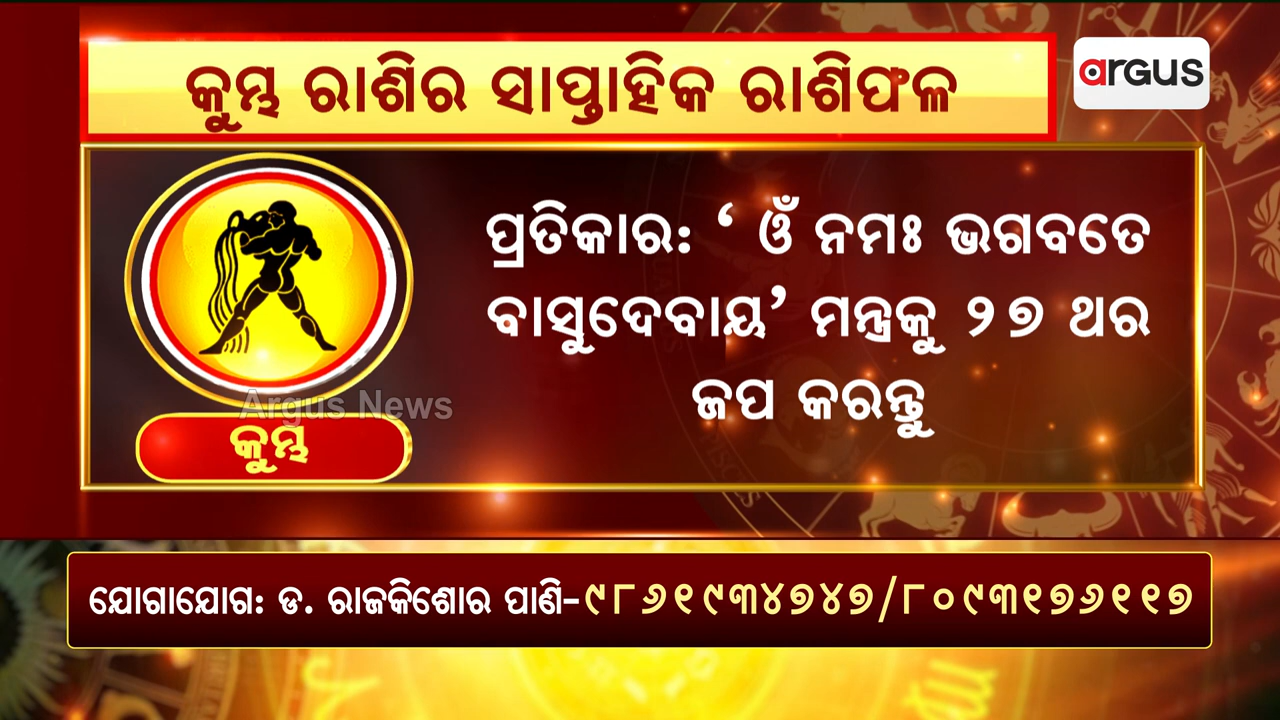 କୁମ୍ଭ ରାଶିର ସାପ୍ତାହିକ ରାଶିଫଳ
argus
ପ୍ରତିକାର: ‘ ଓଁ ନମଃ ଭଗବତେ
ବାସୁଦେବାୟ’ ମନ୍ତ୍ରକୁ ୨୭ ଥର
ଜପ କରନ୍ତୁ
Argus News
କୁମ୍ଭ
ଯୋଗାଯୋଗ: ଡ. ରାଜକିଶୋର ପାଣି-୯୮୬୧୯୩୪୭୪୭/୮୦୯୩୧୭୬୧୧୭